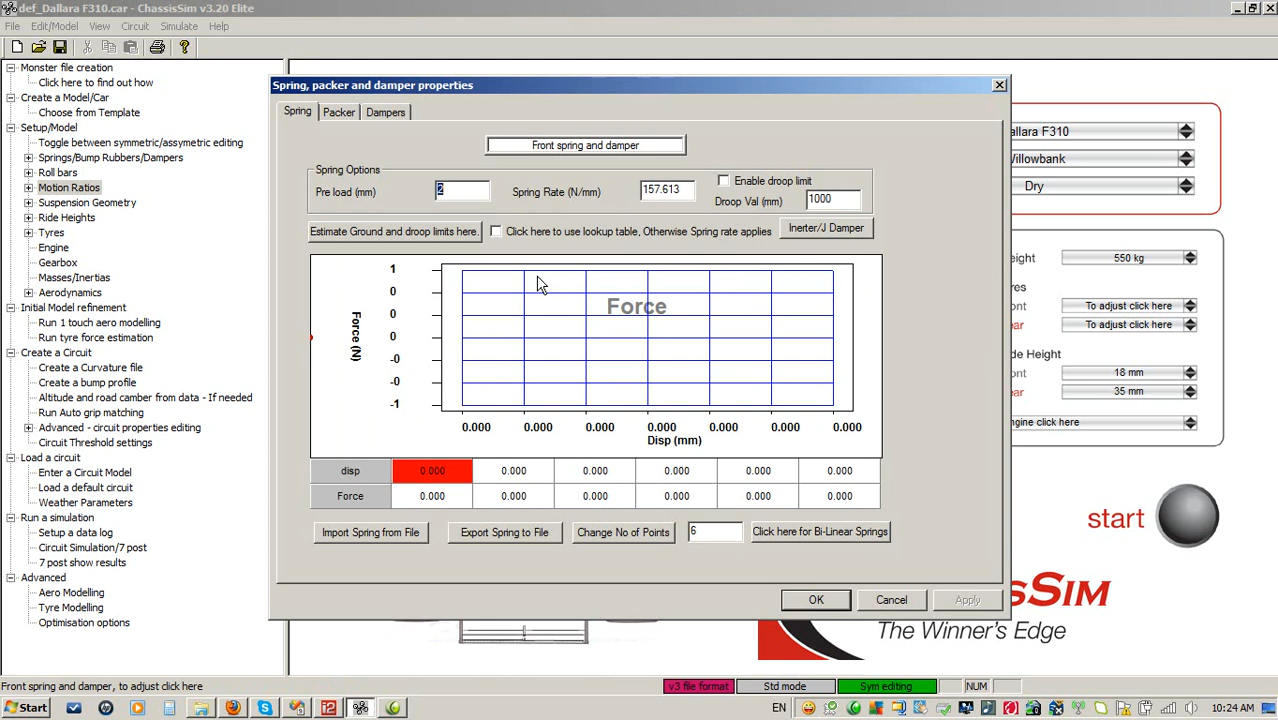 def_Dallara F310.car - ChassisSim v3.20 Elite
File Edit/Model View Circuit Simulate Help
Monster file creation
Click here to find out how
Create a Model/Car
Choose from Template
Setup/Model
Toggle between symmetric/assymetric editing
Springs/Bump Rubbers/Dampers
Roll bars
Motion Ratios
Suspension Geometry
Ride Heights
Tyres
Engine
Gearbox
Masses/Inertias
Aerodynamics
Initial Model refinement
Run 1 touch aero modelling
Run tyre force estimation
Create a Circuit
Create a Curvature file
Create a bump profile
Altitude and road camber from data - If needed
Run Auto grip matching
Advanced - circuit properties editing
Circuit Threshold settings
Load a circuit
Enter a Circuit Model
Load a default circuit
Weather Parameters
Run a simulation
Setup a data log
Circuit Simulation/7 post
7 post show results
Advanced
Aero Modelling
Tyre Modelling
Optimisation options
Spring, packer and damper properties
Spring Packer Dampers
Front spring and damper
Spring Options
Pre load (mm) 2 Spring Rate (N/mm) 157.613
Enable droop limit
Droop Val (mm) 1000
Estimate Ground and droop limits here. Click here to use lookup table, Otherwise Spring rate applies Inerter/J Damper
Force
Force (N)
1
0
0
0
-0
-0
-1
0.000 0.000 0.000 0.000 0.000 0.000 0.000
Disp (mm)
disp 0.000 0.000 0.000 0.000 0.000 0.000
Force 0.000 0.000 0.000 0.000 0.000 0.000
Import Spring from File Export Spring to File Change No of Points 6 Click here for Bi-Linear Springs
OK Cancel Apply
allara F310
Willowbank
Dry
eight 550 kg
res
ont To adjust click here
ear To adjust click here
de Height
ont 18 mm
ear 35 mm
ngine click here
start
sSim
The Winner's Edge
Front spring and damper, to adjust click here v3 file format Std mode Sym editing NUM
Start EN 10:24 AM